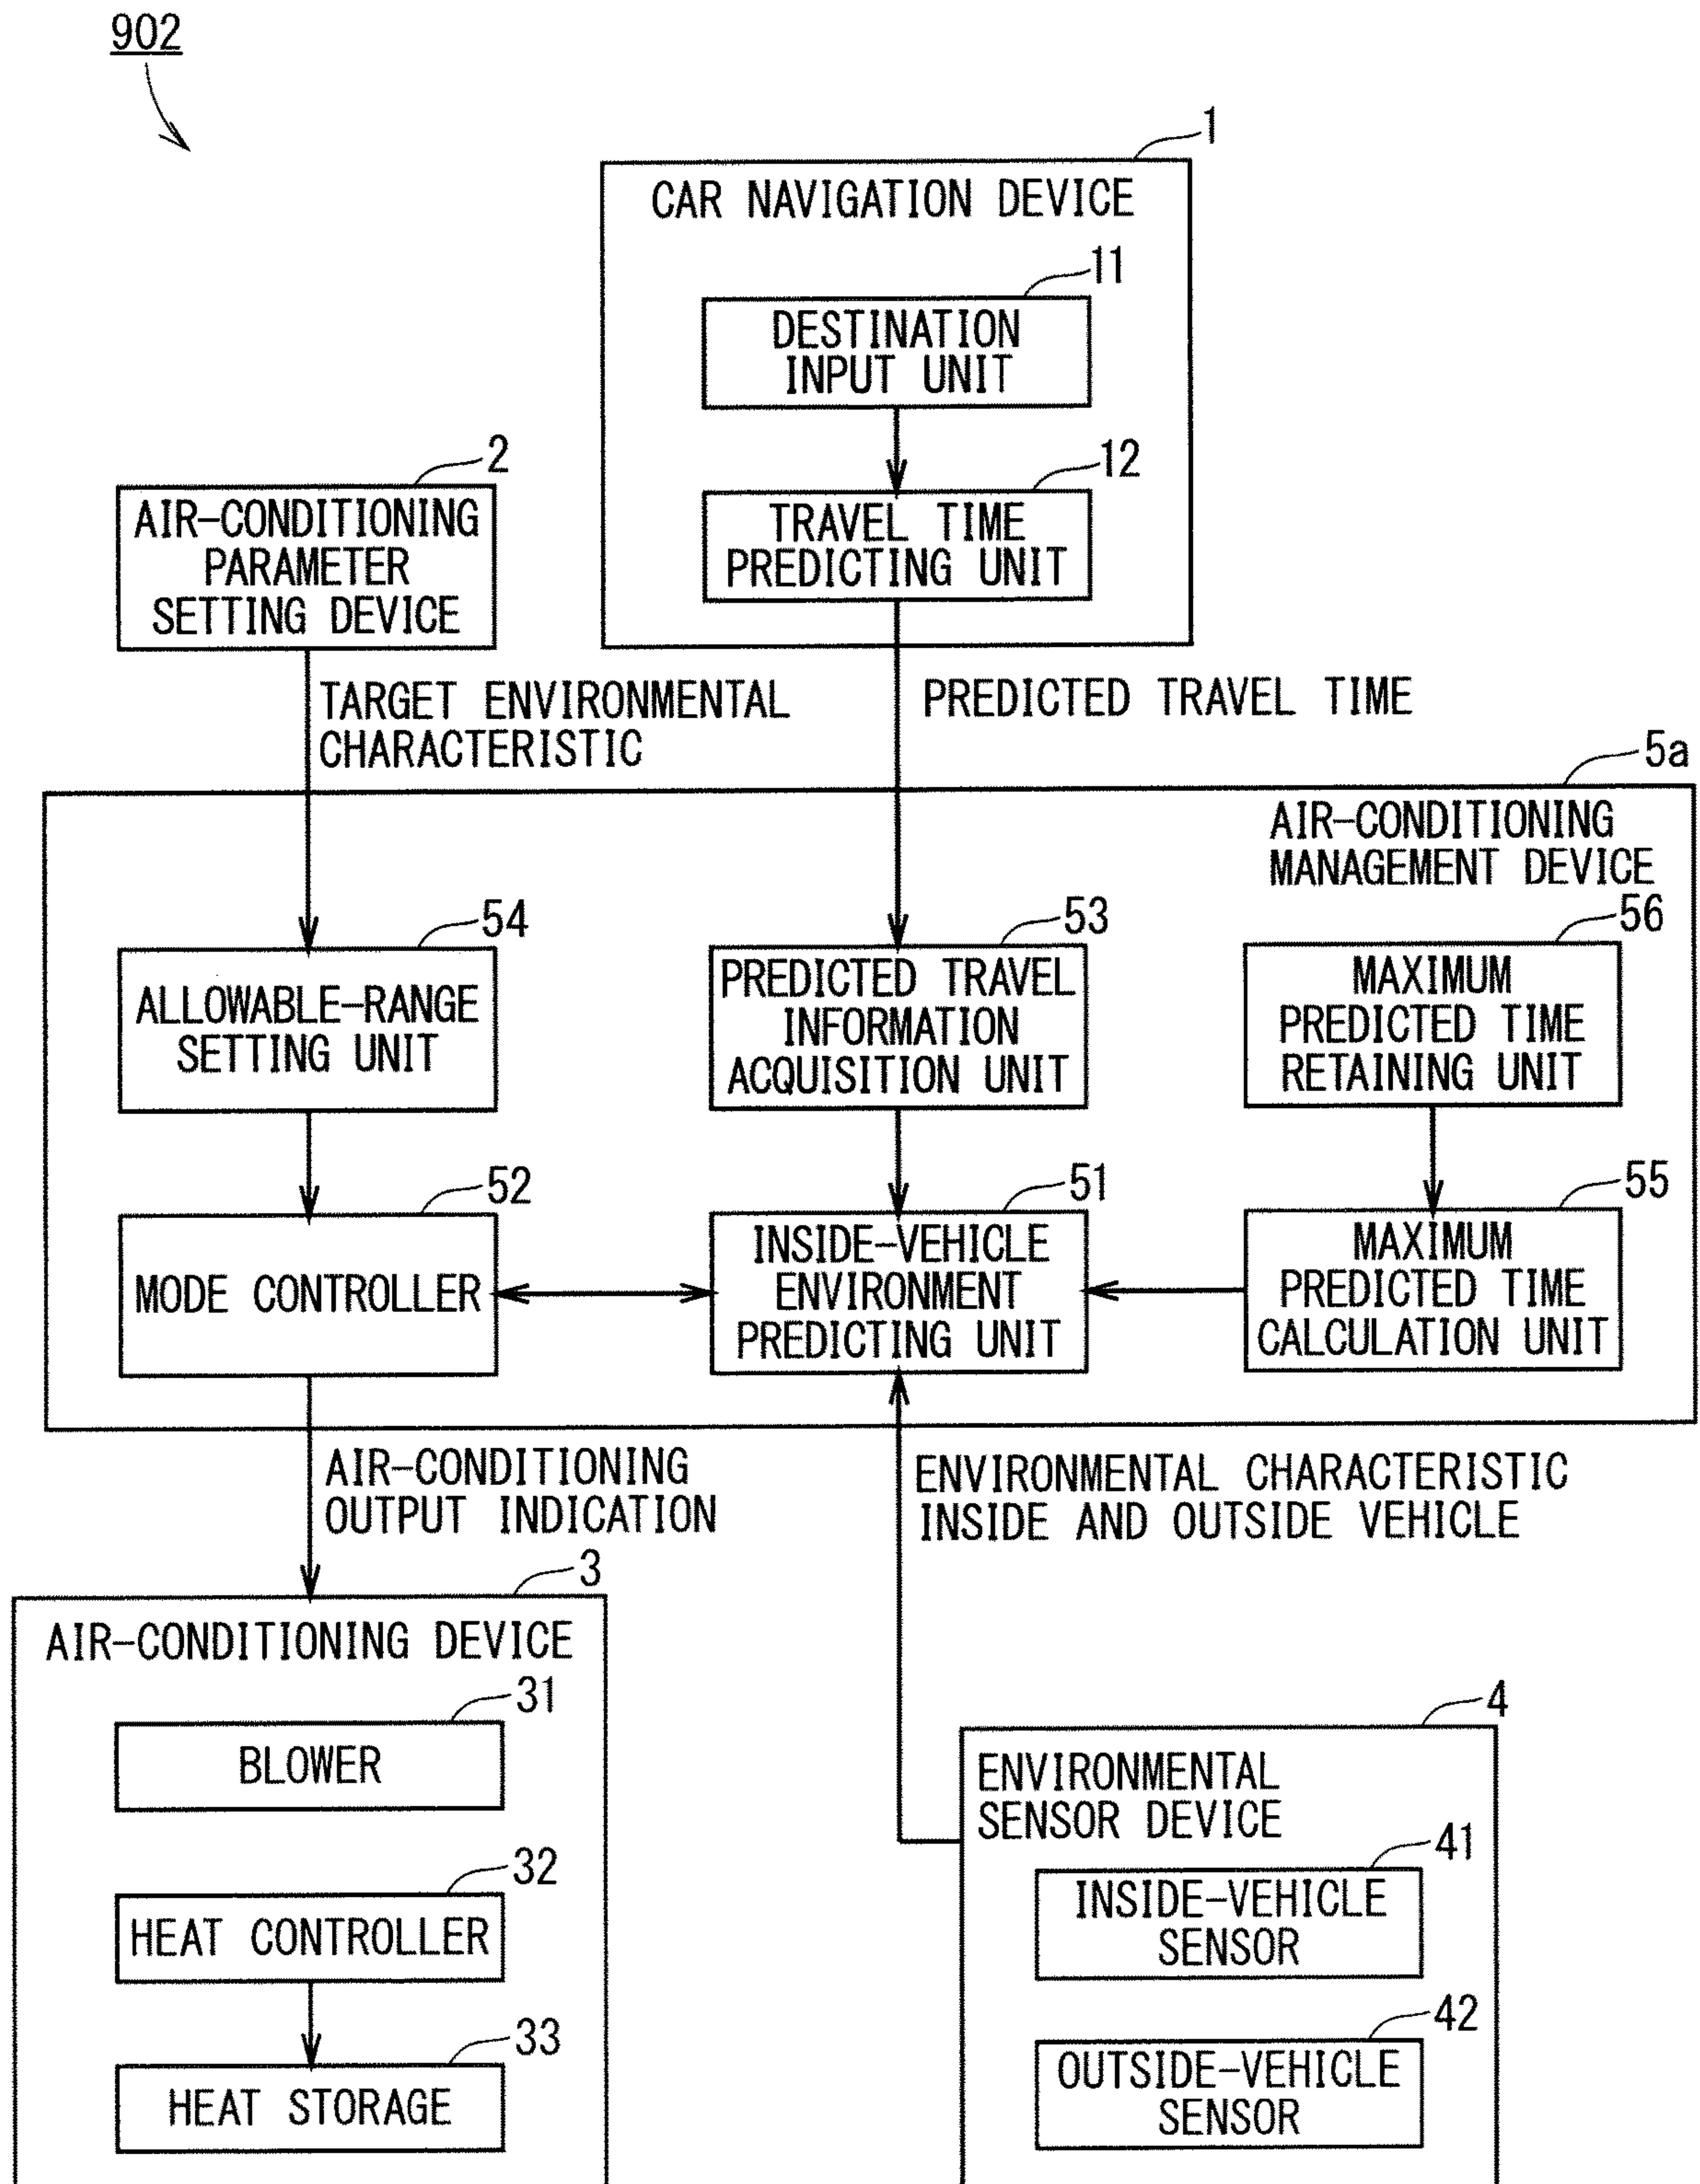 902
1
CAR NAVIGATION DEVICE
11
DESTINATION
INPUT UNIT
12
TRAVEL TIME
PREDICTING UNIT
2
AIR-CONDITIONING
PARAMETER
SETTING DEVICE
TARGET ENVIRONMENTAL
CHARACTERISTIC
PREDICTED TRAVEL TIME
5a
AIR-CONDITIONING
MANAGEMENT DEVICE
54
ALLOWABLE-RANGE
SETTING UNIT
53
PREDICTED TRAVEL
INFORMATION
ACQUISITION UNIT
56
MAXIMUM
PREDICTED TIME
RETAINING UNIT
52
MODE CONTROLLER
51
INSIDE-VEHICLE
ENVIRONMENT
PREDICTING UNIT
55
MAXIMUM
PREDICTED TIME
CALCULATION UNIT
AIR-CONDITIONING
OUTPUT INDICATION
ENVIRONMENTAL CHARACTERISTIC
INSIDE AND OUTSIDE VEHICLE
3
AIR-CONDITIONING DEVICE
31
BLOWER
32
HEAT CONTROLLER
33
HEAT STORAGE
4
ENVIRONMENTAL
SENSOR DEVICE
41
INSIDE-VEHICLE
SENSOR
42
OUTSIDE-VEHICLE
SENSOR